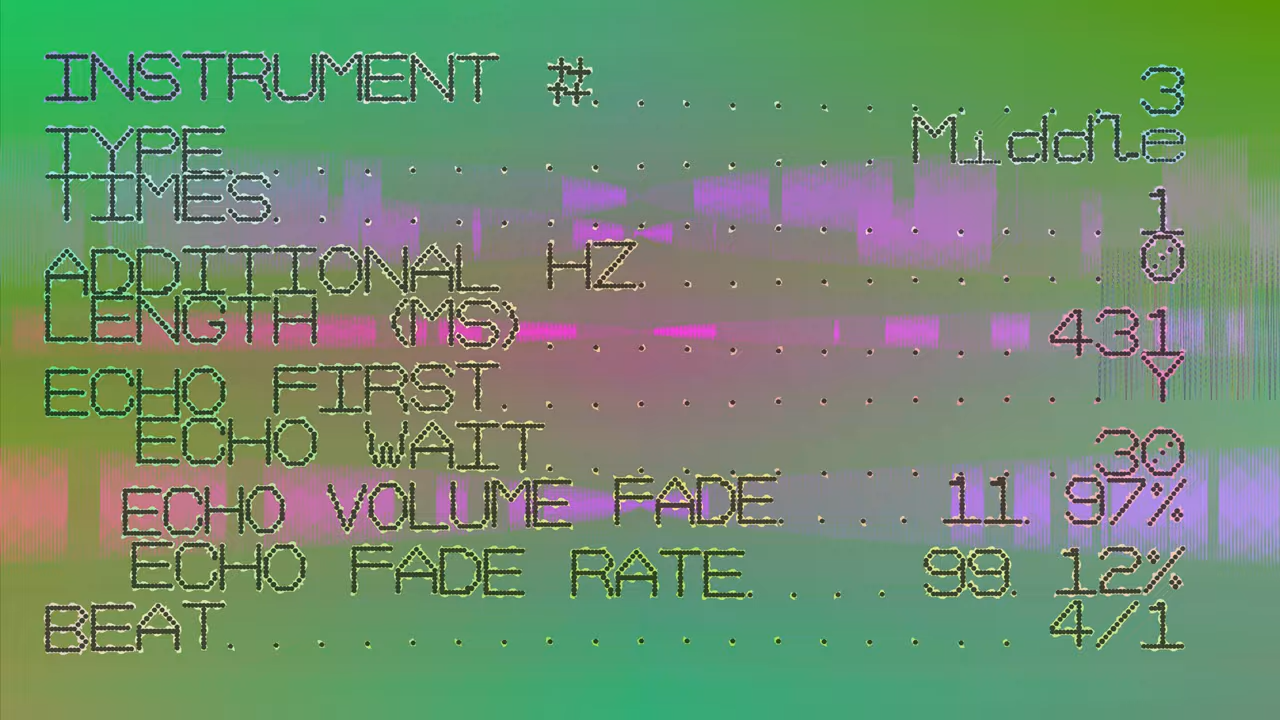 INSTRUMENT #............3
TYPE................Middle
TIMES...................1
ADDITIONAL HZ...........0
LENGTH (MS)............431
ECHO FIRST..............Y
ECHO WAIT............30
ECHO VOLUME FADE.... 11.97%
ECHO FADE RATE.... 99.12%
BEAT..................4/1